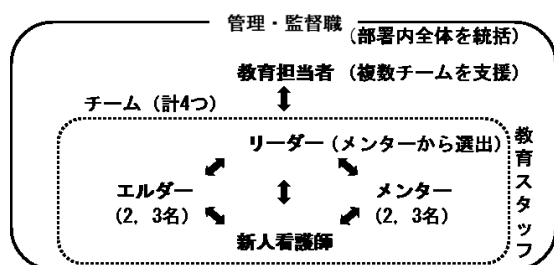 管理・監督職
(部署内全体を統括)
教育担当者 (複数チームを支援)
チーム (計4つ)
リーダー (メンターから選出)
エルダー
(2, 3名)
メンター
(2, 3名)
新人看護師
教育スタッフ